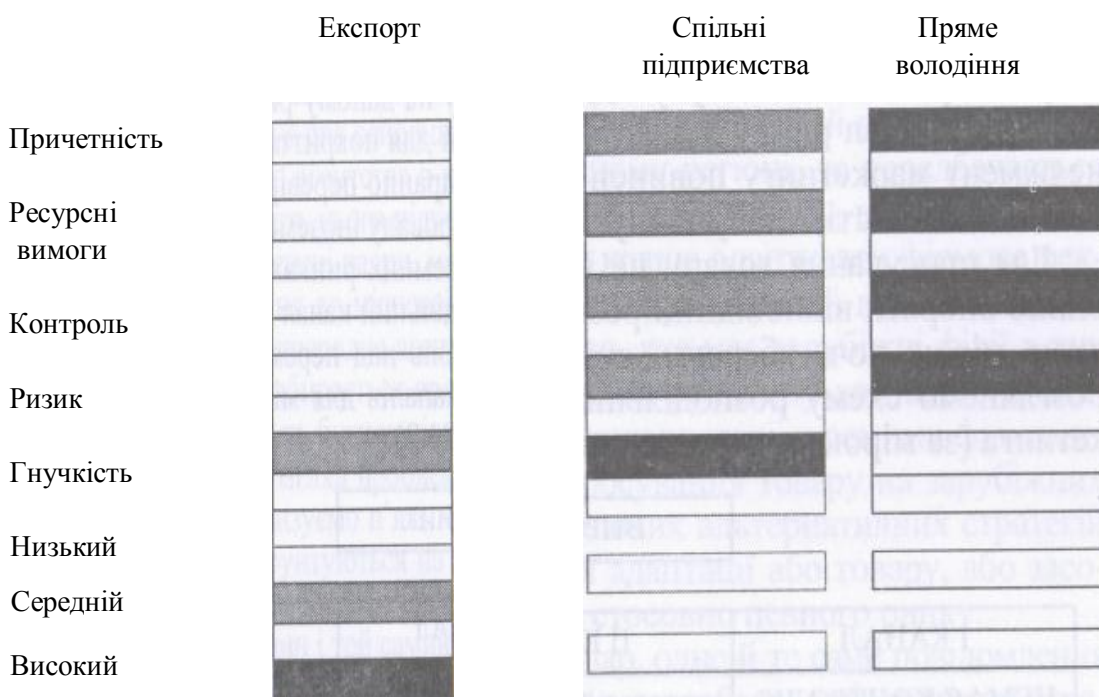 Експорт
Спільні
підприємства
Пряме
володіння
Причетність
Ресурсні
вимоги
Контроль
Ризик
Гнучкість
Низький
Середній
Високий